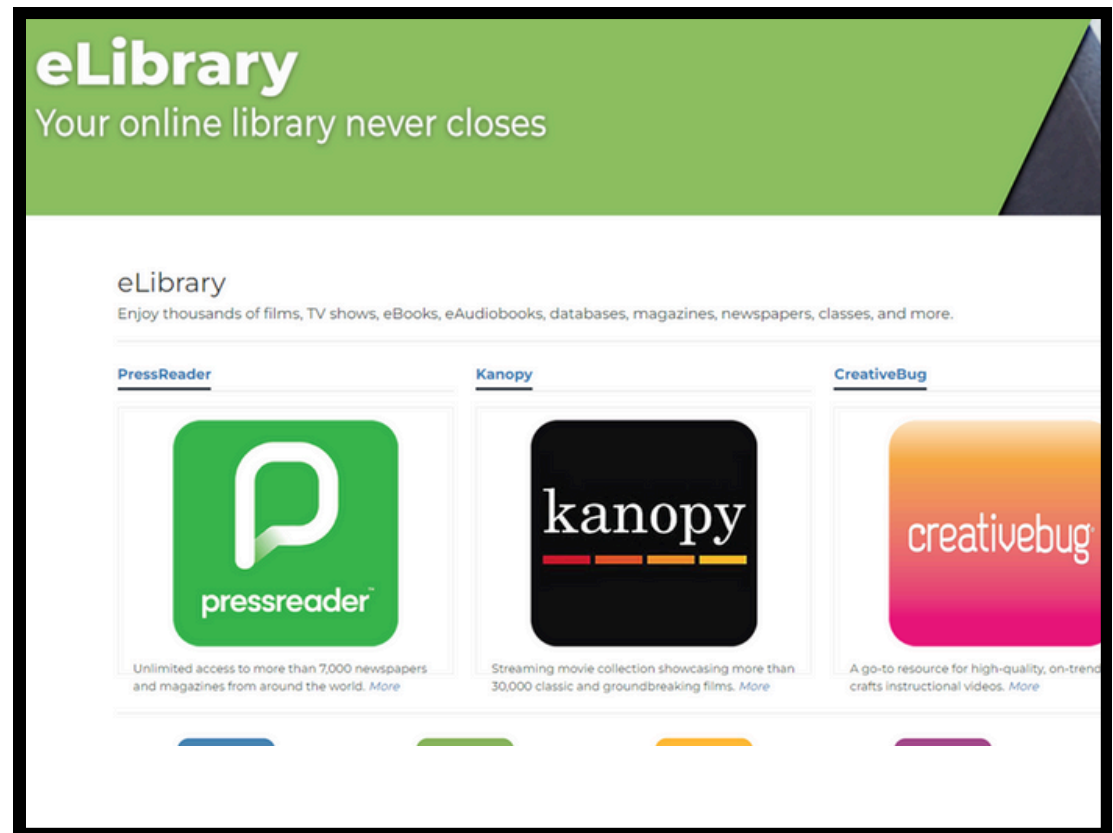 eLibrary
Your online library never closes
eLibrary
Enjoy thousands of films, TV shows, eBooks, eAudiobooks, databases, magazines, newspapers, classes, and more.
PressReader
Kanopy
CreativeBug
pressreader™
kanopy
creativebug
Unlimited access to more than 7,000 newspapers
and magazines from around the world. More
Streaming movie collection showcasing more than
30,000 classic and groundbreaking films. More
A go-to resource for high-quality, on-trend
crafts instructional videos. More